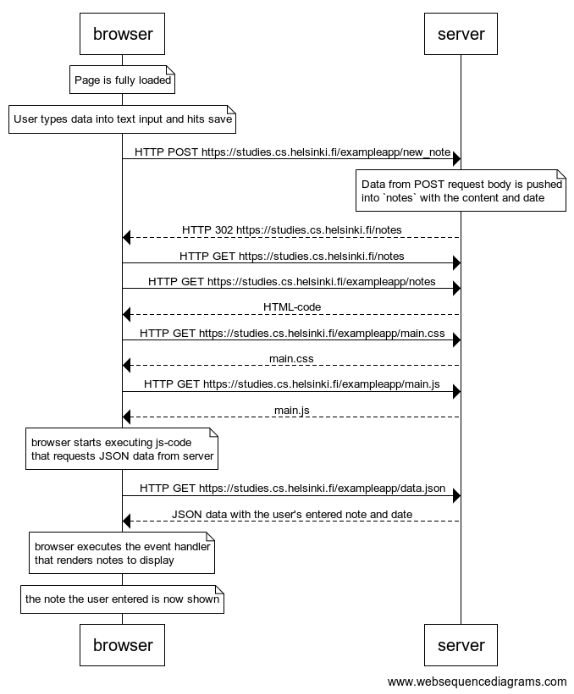 browser
server
Page is fully loaded
User types data into text input and hits save
HTTP POST https://studies.cs.helsinki.fi/exampleapp/new_note
Data from POST request body is pushed
into `notes` with the content and date
HTTP 302 https://studies.cs.helsinki.fi/notes
HTTP GET https://studies.cs.helsinki.fi/notes
HTTP GET https://studies.cs.helsinki.fi/exampleapp/notes
HTML-code
HTTP GET https://studies.cs.helsinki.fi/exampleapp/main.css
main.css
HTTP GET https://studies.cs.helsinki.fi/exampleapp/main.js
main.js
browser starts executing js-code
that requests JSON data from server
HTTP GET https://studies.cs.helsinki.fi/exampleapp/data.json
JSON data with the user's entered note and date
browser executes the event handler
that renders notes to display
the note the user entered is now shown
browser
server
www.websequencediagrams.com